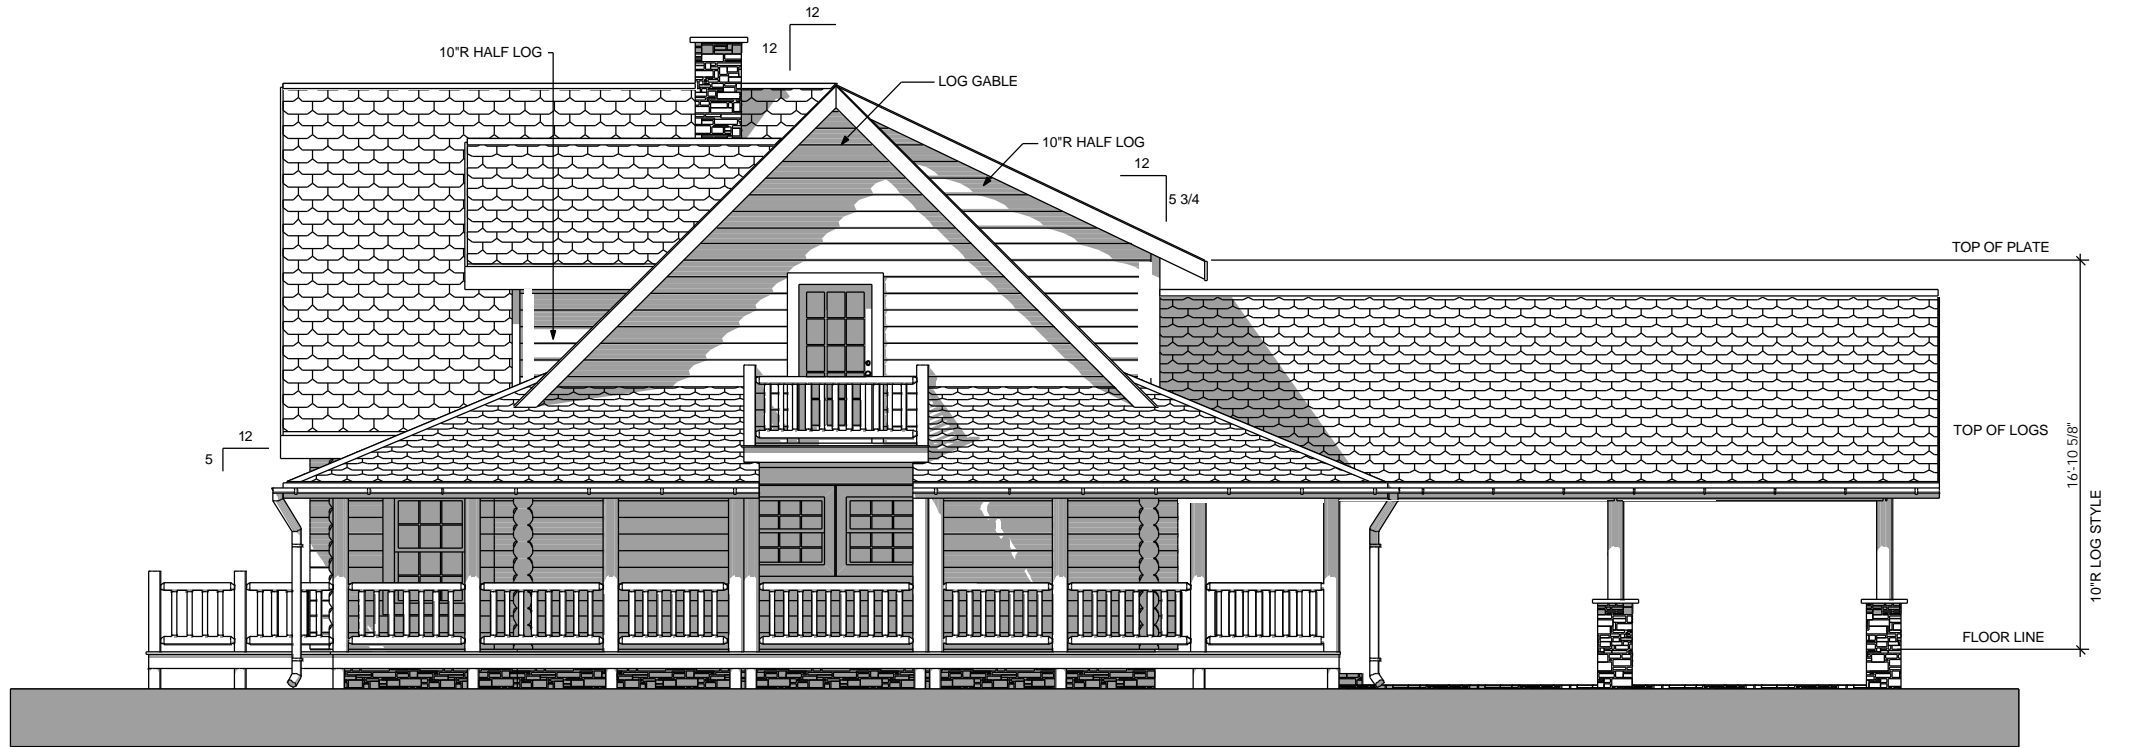 12
12
10"R HALF LOG
LOG GABLE
10"R HALF LOG
12
5 3/4
TOP OF PLATE
12
5
TOP OF LOGS
16'-10 5/8"
10"R LOG STYLE
FLOOR LINE